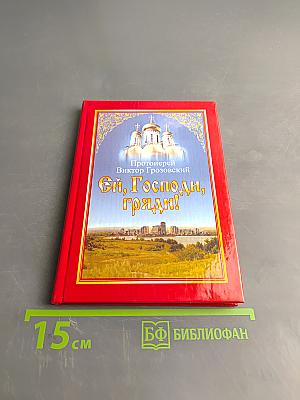 Протоиерей
Виктор Грозовский
Ей, Господи,
гряди!
15 см
БФ БИБЛИОФАН